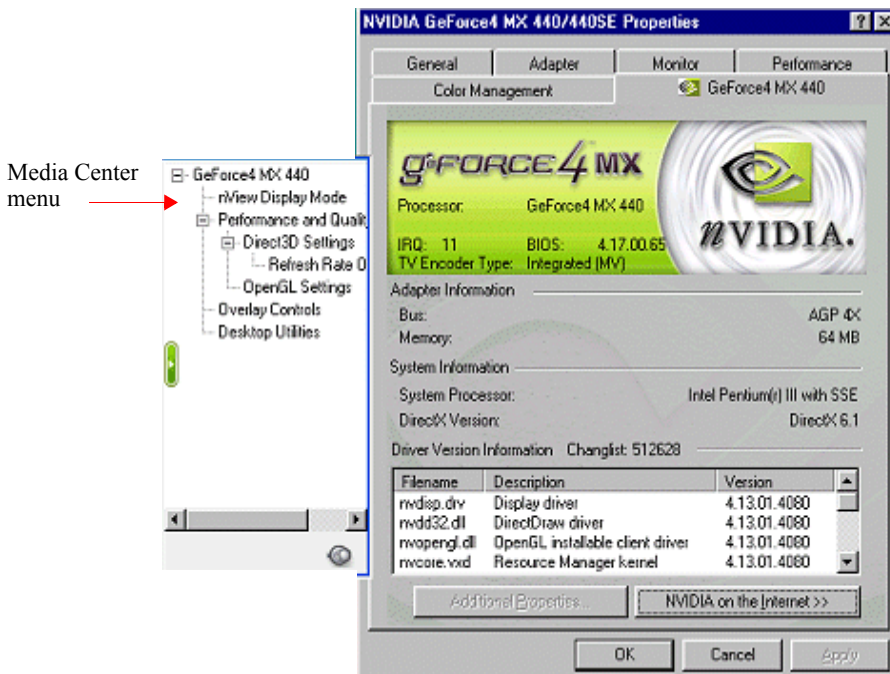 Media Center
menu
GeForce4 MX 440
nView Display Mode
Performance and Qualit
Direct3D Settings
Refresh Rate O
OpenGL Settings
Overlay Controls
Desktop Utilities
NVIDIA GeForce4 MX 440/440SE Properties
General Adapter Monitor Performance
Color Management GeForce4 MX 440
GeFORCE4 MX
Processor: GeForce4 MX 440
IRQ: 11 BIOS: 4.17.00.65
TV Encoder Type: Integrated (MV)
nVIDIA.
Adapter Information
Bus: AGP 4X
Memory: 64 MB
System Information
System Processor: Intel Pentium(r) III with SSE
DirectX Version: DirectX 6.1
Driver Version Information Changlist: 512628
Filename Description Version
nvdisp.drv Display driver 4.13.01.4080
nvdd32.dll DirectDraw driver 4.13.01.4080
nvopengl.dll OpenGL installable client driver 4.13.01.4080
nvcore.vxd Resource Manager kernel 4.13.01.4080
Additional Properties... NVIDIA on the Internet >>
OK Cancel Apply